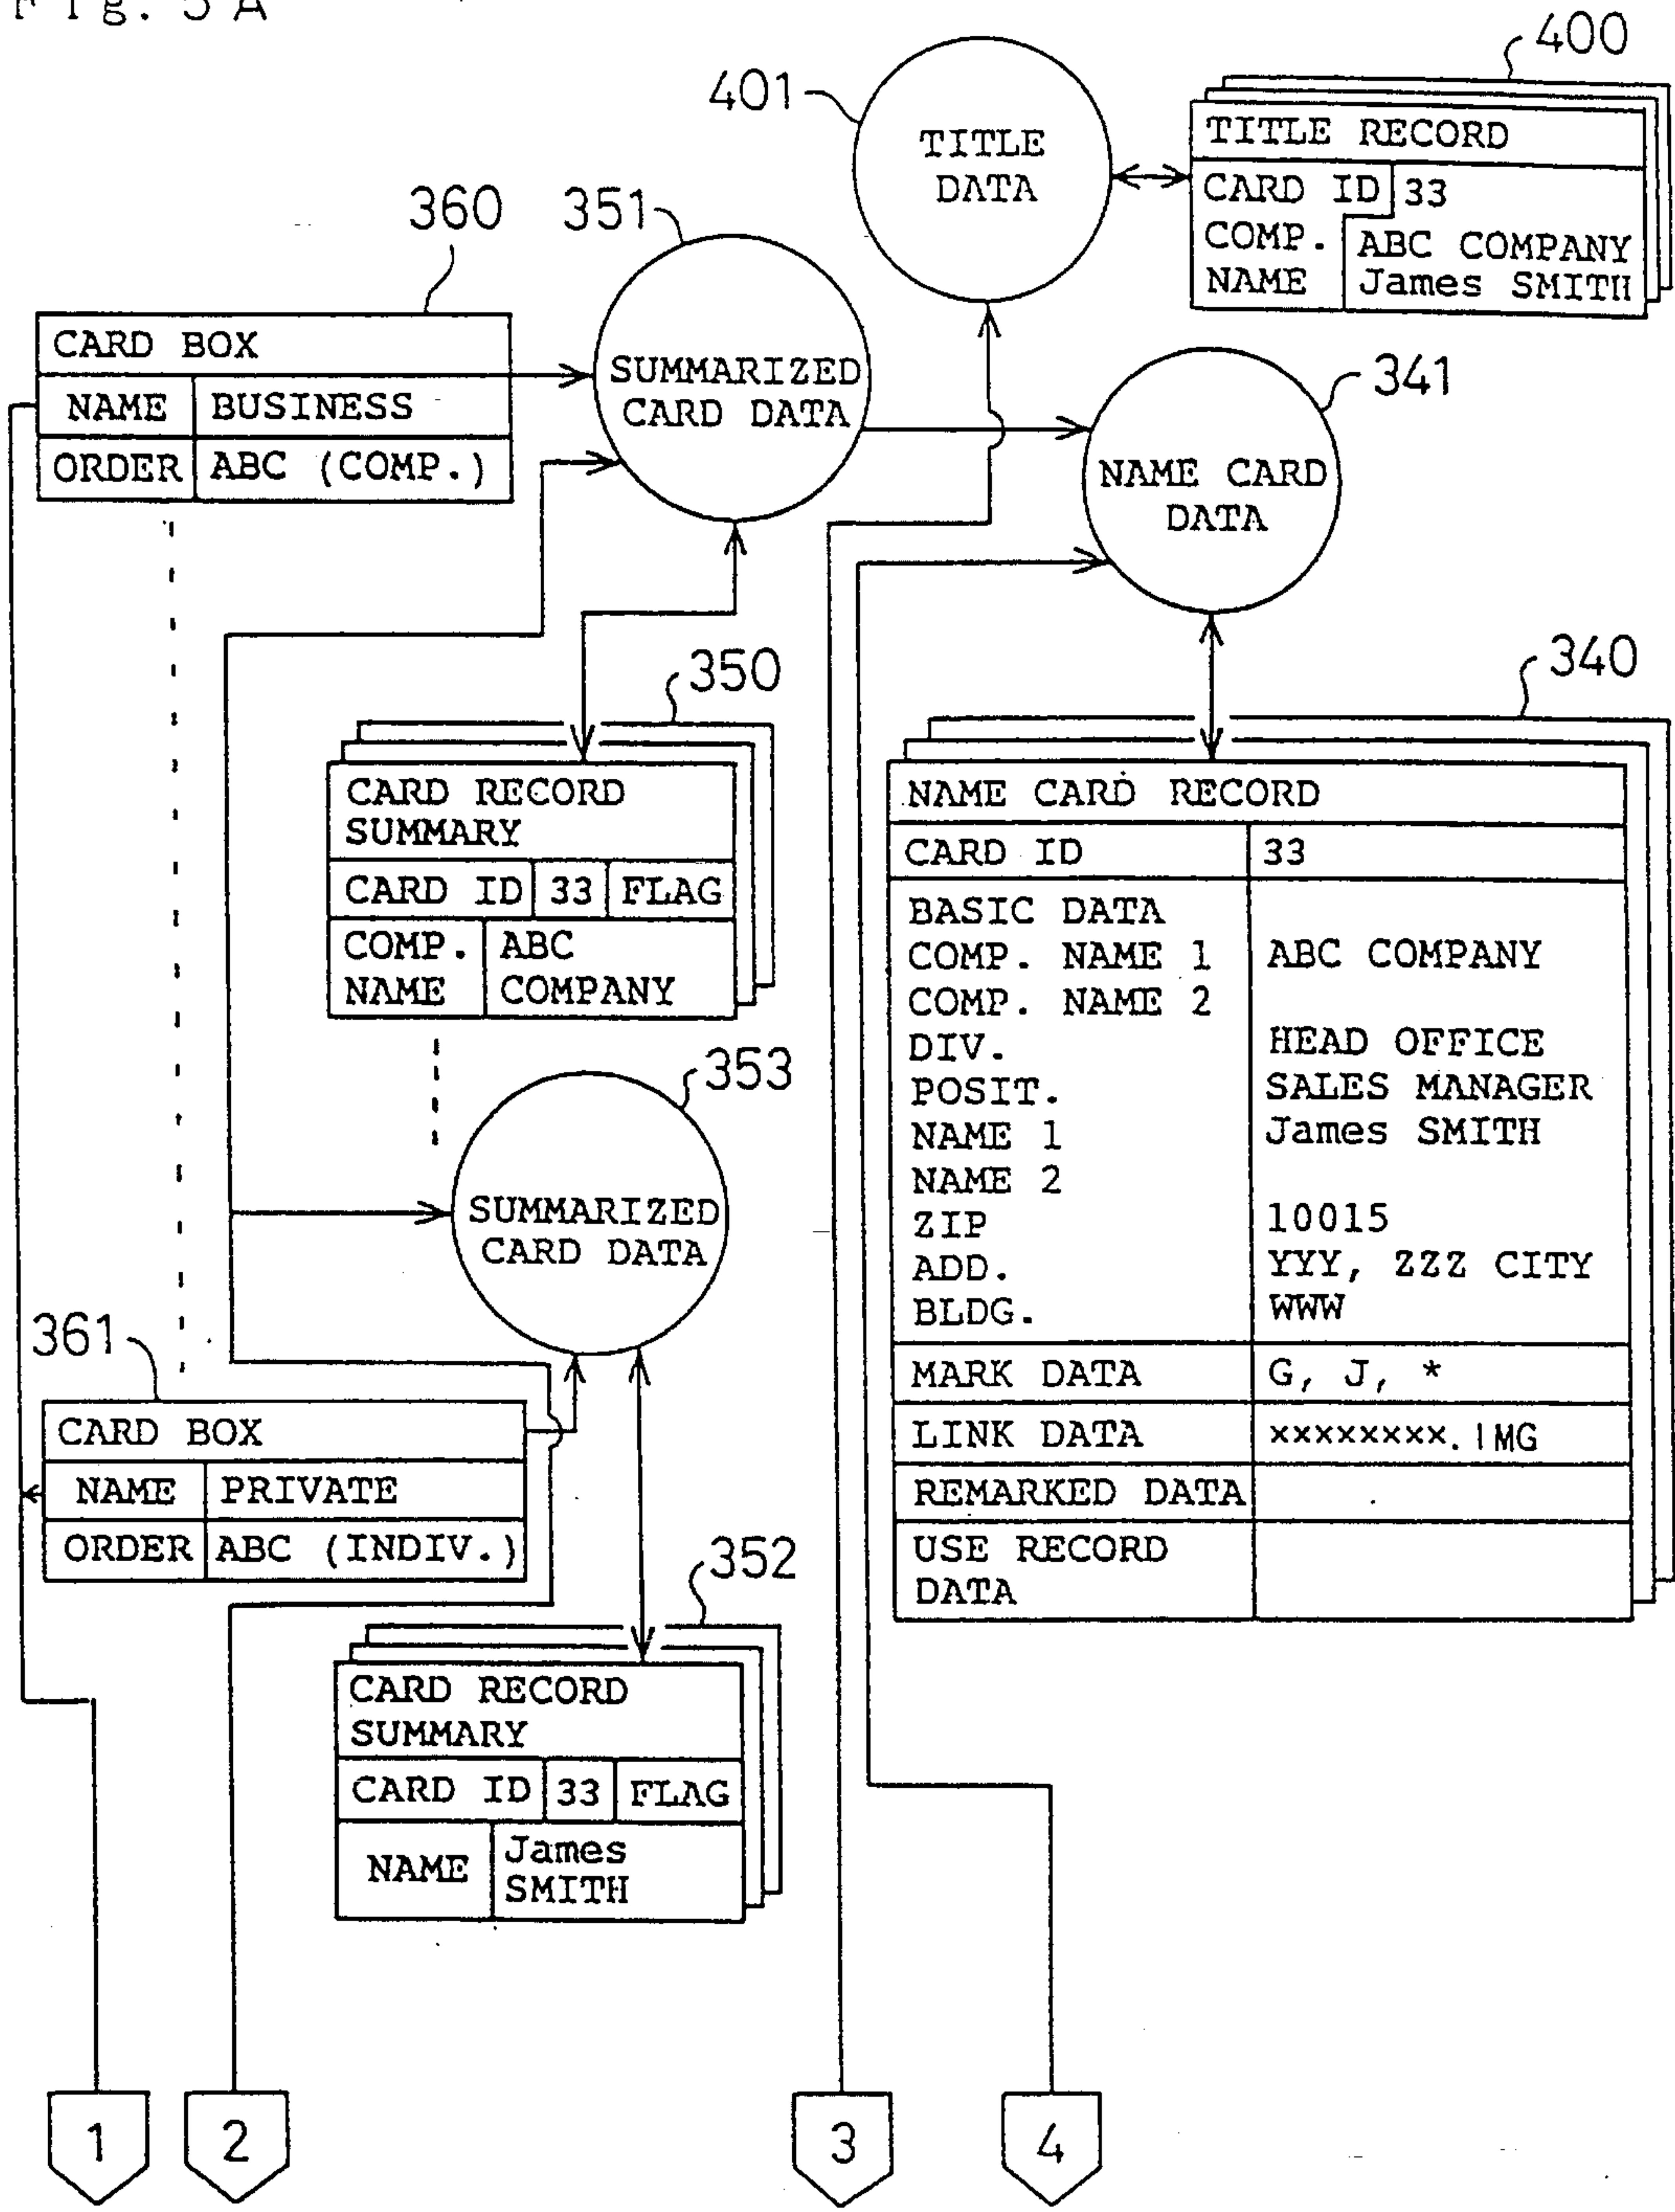 Fig. 5A
400
401
TITLE
DATA
TITLE RECORD
CARD ID 33
COMP. ABC COMPANY
NAME James SMITH
360
351
CARD BOX
NAME BUSINESS
ORDER ABC (COMP.)
SUMMARIZED
CARD DATA
341
NAME CARD
DATA
350
CARD RECORD
SUMMARY
CARD ID 33 FLAG
COMP. ABC
NAME COMPANY
340
NAME CARD RECORD
CARD ID 33
BASIC DATA
COMP. NAME 1 ABC COMPANY
COMP. NAME 2
DIV. HEAD OFFICE
POSIT. SALES MANAGER
NAME 1 James SMITH
NAME 2
ZIP 10015
ADD. YYY, ZZZ CITY
BLDG. WWW
MARK DATA G, J, *
LINK DATA ××××××××.IMG
REMARKED DATA
USE RECORD
DATA
353
SUMMARIZED
CARD DATA
361
CARD BOX
NAME PRIVATE
ORDER ABC (INDIV.)
352
CARD RECORD
SUMMARY
CARD ID 33 FLAG
NAME James
SMITH
1 2 3 4